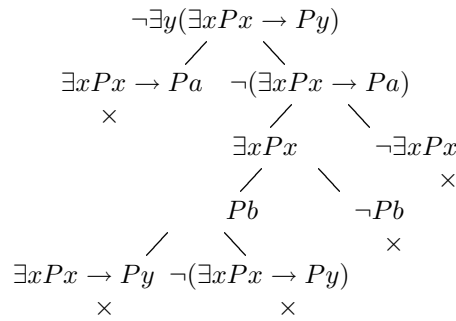 ¬∃y(∃xPx → Py)
∃xPx → Pa ¬(∃xPx → Pa)
×
∃xPx ¬∃xPx
×
Pb ¬Pb
×
∃xPx → Py ¬(∃xPx → Py)
× ×